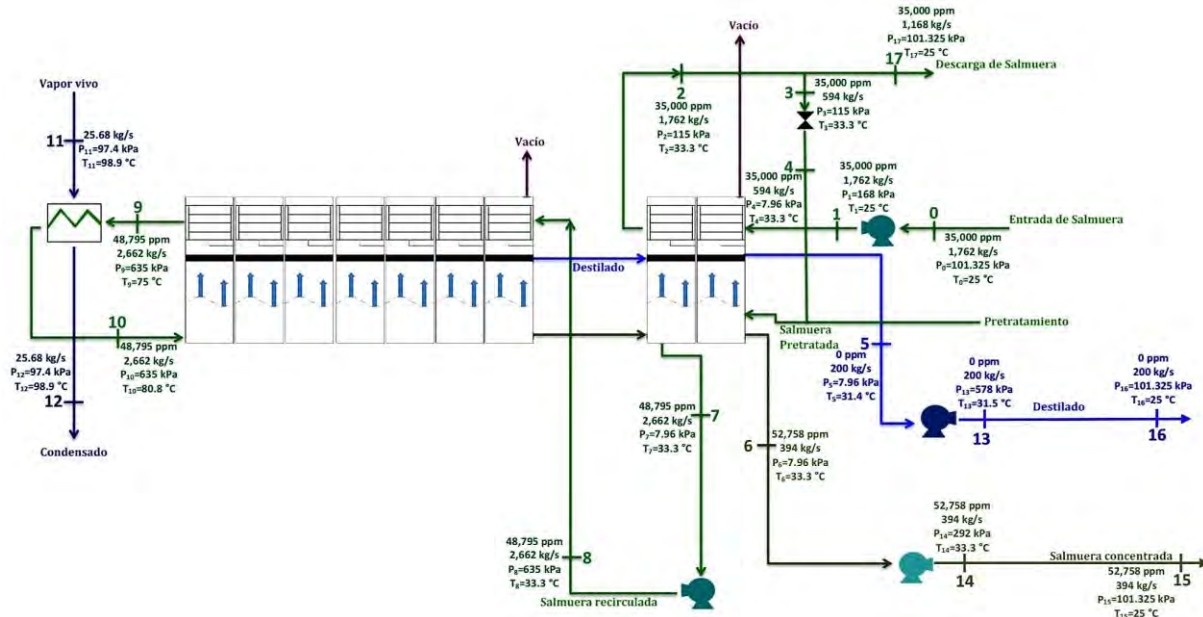 35,000 ppm
1,168 kg/s
P₁₇=101.325 kPa
T₁₇=25 °C
17
Descarga de Salmuera
Vacío
2
35,000 ppm
1,762 kg/s
P₂=115 kPa
T₂=33.3 °C
3
35,000 ppm
594 kg/s
P₃=115 kPa
T₃=33.3 °C
Vapor vivo
11
25.68 kg/s
P₁₁=97.4 kPa
T₁₁=98.9 °C
Vacío
4
35,000 ppm
594 kg/s
P₄=7.96 kPa
T₄=33.3 °C
35,000 ppm
1,762 kg/s
P₁=168 kPa
T₁=25 °C
1
0
Entrada de Salmuera
35,000 ppm
1,762 kg/s
P₀=101.325 kPa
T₀=25 °C
9
48,795 ppm
2,662 kg/s
P₉=635 kPa
T₉=75 °C
Destilado
10
48,795 ppm
2,662 kg/s
P₁₀=635 kPa
T₁₀=80.8 °C
25.68 kg/s
P₁₂=97.4 kPa
T₁₂=98.9 °C
12
Condensado
Pretratamiento
Salmuera
Pretratada
5
0 ppm
200 kg/s
P₅=7.96 kPa
T₅=31.4 °C
0 ppm
200 kg/s
P₁₃=578 kPa
T₁₃=31.5 °C
13
Destilado
0 ppm
200 kg/s
P₁₆=101.325 kPa
T₁₆=25 °C
16
48,795 ppm
2,662 kg/s
P₇=7.96 kPa
T₇=33.3 °C
7
6
52,758 ppm
394 kg/s
P₆=7.96 kPa
T₆=33.3 °C
48,795 ppm
2,662 kg/s
P₈=635 kPa
T₈=33.3 °C
8
Salmuera recirculada
52,758 ppm
394 kg/s
P₁₄=292 kPa
T₁₄=33.3 °C
14
Salmuera concentrada
15
52,758 ppm
394 kg/s
P₁₅=101.325 kPa
T₁₅=25 °C